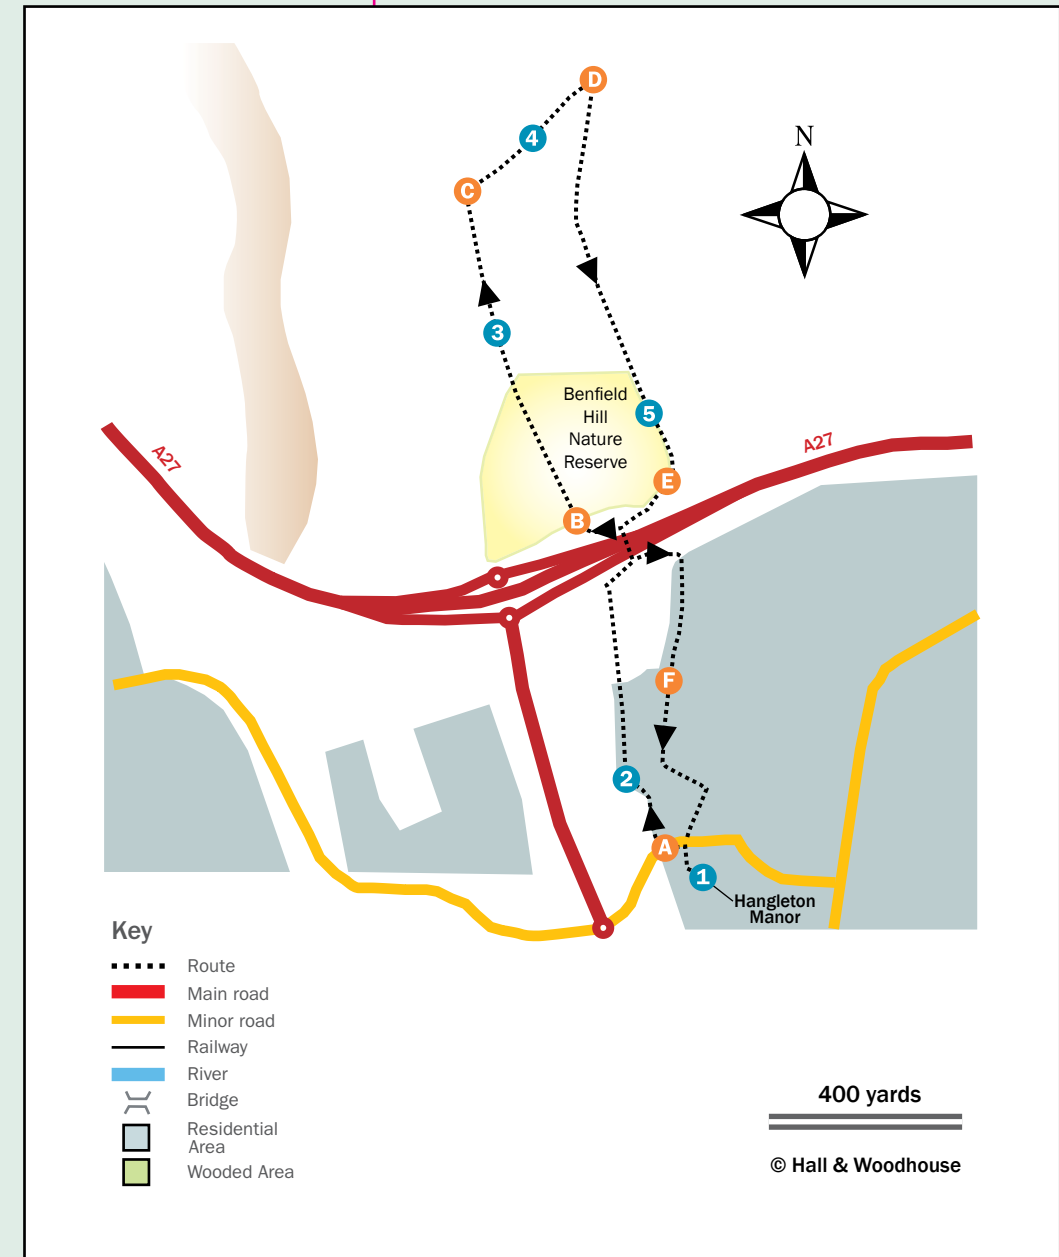 D
N
4
C
3
Benfield
Hill
Nature
Reserve
5
A27
A27
E
B
F
2
A
1
Hangleton
Manor
Key
Route
Main road
Minor road
Railway
River
Bridge
Residential
Area
Wooded Area
400 yards
© Hall & Woodhouse